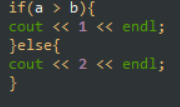 if(a > b){
cout << 1 << endl;
}else{
cout << 2 << endl;
}